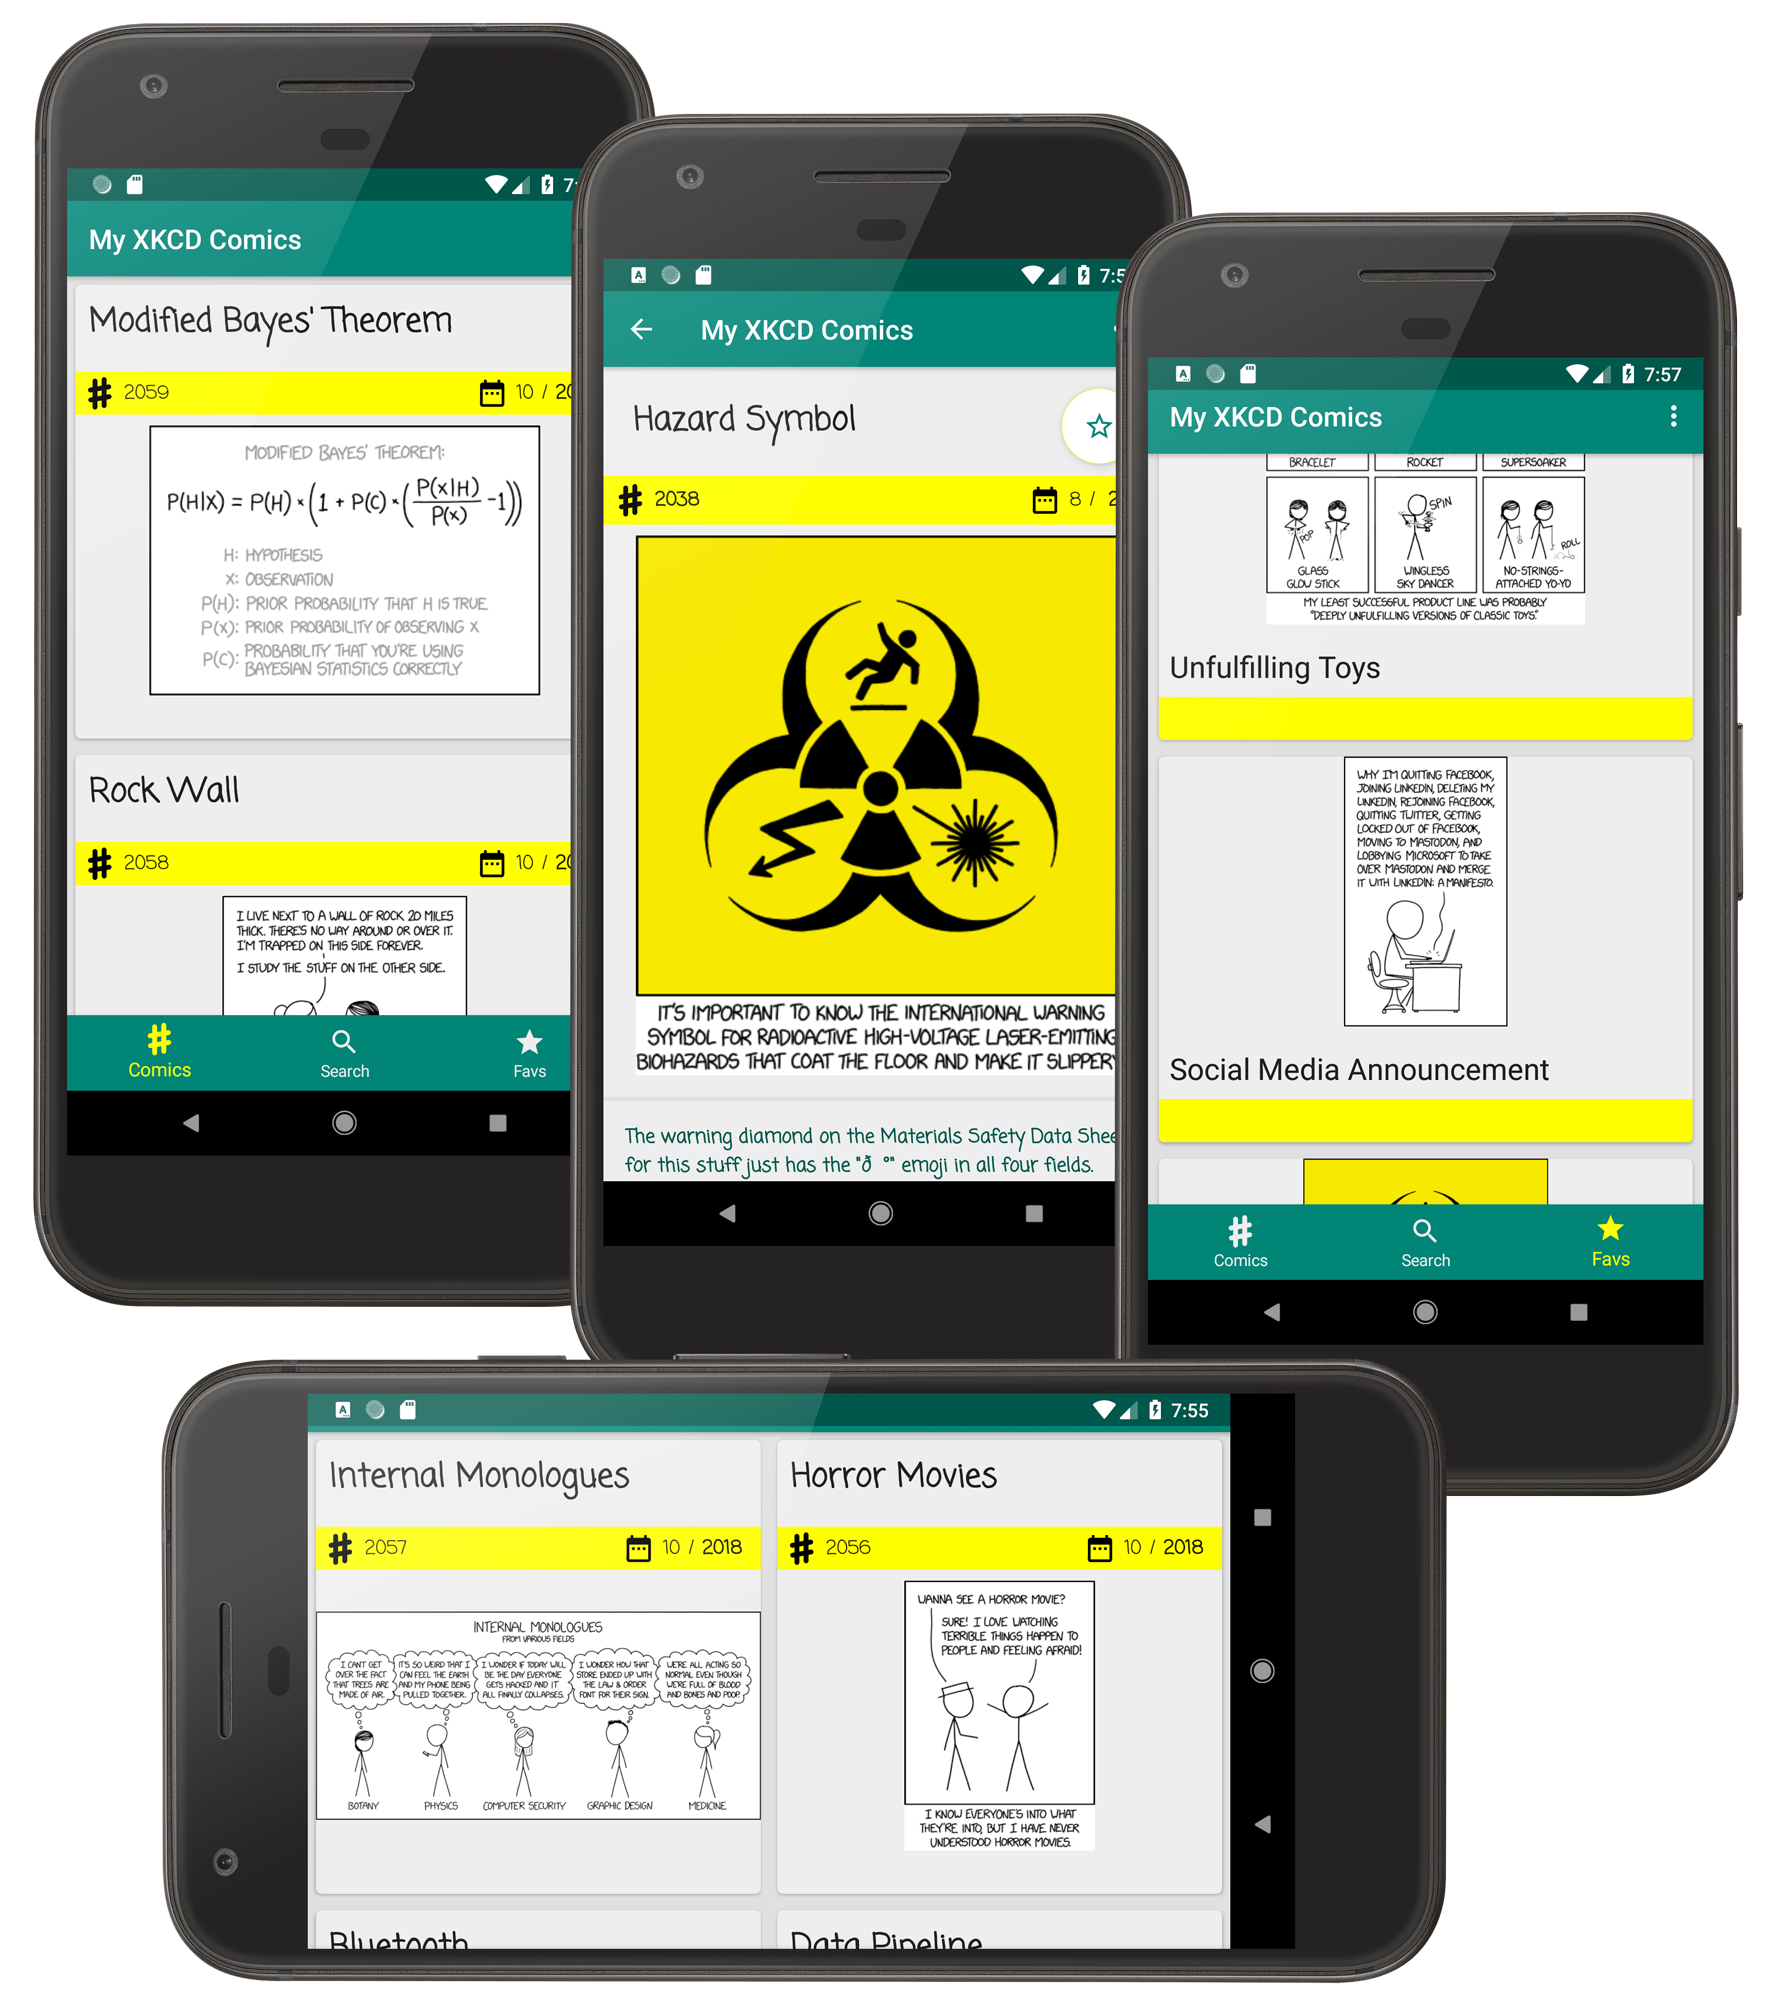 7:
My XKCD Comics
Modified Bayes' Theorem
# 2059
10 / 20
MODIFIED BAYES' THEOREM:
P(H|X) = P(H) × (1 + P(C) × (P(X|H) / P(X) - 1))
H: HYPOTHESIS
X: OBSERVATION
P(H): PRIOR PROBABILITY THAT H IS TRUE
P(X): PRIOR PROBABILITY OF OBSERVING X
P(C): PROBABILITY THAT YOU'RE USING
BAYESIAN STATISTICS CORRECTLY
Rock Wall
# 2058
10 / 20
I LIVE NEXT TO A WALL OF ROCK 20 MILES
THICK. THERE'S NO WAY AROUND OR OVER IT.
I'M TRAPPED ON THIS SIDE FOREVER.
I STUDY THE STUFF ON THE OTHER SIDE.
# Comics
Search
Favs
A
7:5
My XKCD Comics
Hazard Symbol
# 2038
8 / 2
IT'S IMPORTANT TO KNOW THE INTERNATIONAL WARNING
SYMBOL FOR RADIOACTIVE HIGH-VOLTAGE LASER-EMITTING
BIOHAZARDS THAT COAT THE FLOOR AND MAKE IT SLIPPERY
The warning diamond on the Materials Safety Data Shee
for this stuff just has the "ð °" emoji in all four fields.
A
7:57
My XKCD Comics
BRACELET
ROCKET
SUPERSOAKER
POP
SPIN
ROLL
GLASS
GLOW STICK
WINGLESS
SKY DANCER
NO-STRINGS-
ATTACHED YO-YO
MY LEAST SUCCESSFUL PRODUCT LINE WAS PROBABLY
"DEEPLY UNFULFILLING VERSIONS OF CLASSIC TOYS."
Unfulfilling Toys
WHY I'M QUITTING FACEBOOK,
JOINING LINKEDIN, DELETING MY
LINKEDIN, REJOINING FACEBOOK,
QUITTING TWITTER, GETTING
LOCKED OUT OF FACEBOOK,
MOVING TO MASTODON, AND
LOBBYING MICROSOFT TO TAKE
OVER MASTODON AND MERGE
IT WITH LINKEDIN: A MANIFESTO.
Social Media Announcement
# Comics
Search
Favs
A
7:55
Internal Monologues
# 2057
10 / 2018
INTERNAL MONOLOGUES
FROM VARIOUS FIELDS
I CAN'T GET
OVER THE FACT
THAT TREES ARE
MADE OF AIR.
IT'S SO WEIRD THAT I
CAN FEEL THE EARTH
AND MY PHONE BEING
PULLED TOGETHER.
I WONDER IF TODAY WILL
BE THE DAY EVERYONE
GETS HACKED AND IT
ALL FINALLY COLLAPSES.
I WONDER HOW THAT
STORE ENDED UP WITH
THE LAW & ORDER
FONT FOR THEIR SIGN.
WE'RE ALL ACTING SO
NORMAL EVEN THOUGH
WE'RE FULL OF BLOOD
AND BONES AND POOP.
BOTANY
PHYSICS
COMPUTER SECURITY
GRAPHIC DESIGN
MEDICINE
Horror Movies
# 2056
10 / 2018
WANNA SEE A HORROR MOVIE?
SURE! I LOVE WATCHING
TERRIBLE THINGS HAPPEN TO
PEOPLE AND FEELING AFRAID!
I KNOW EVERYONE'S INTO WHAT
THEY'RE INTO, BUT I HAVE NEVER
UNDERSTOOD HORROR MOVIES.
Bluetooth
Data Pipeline